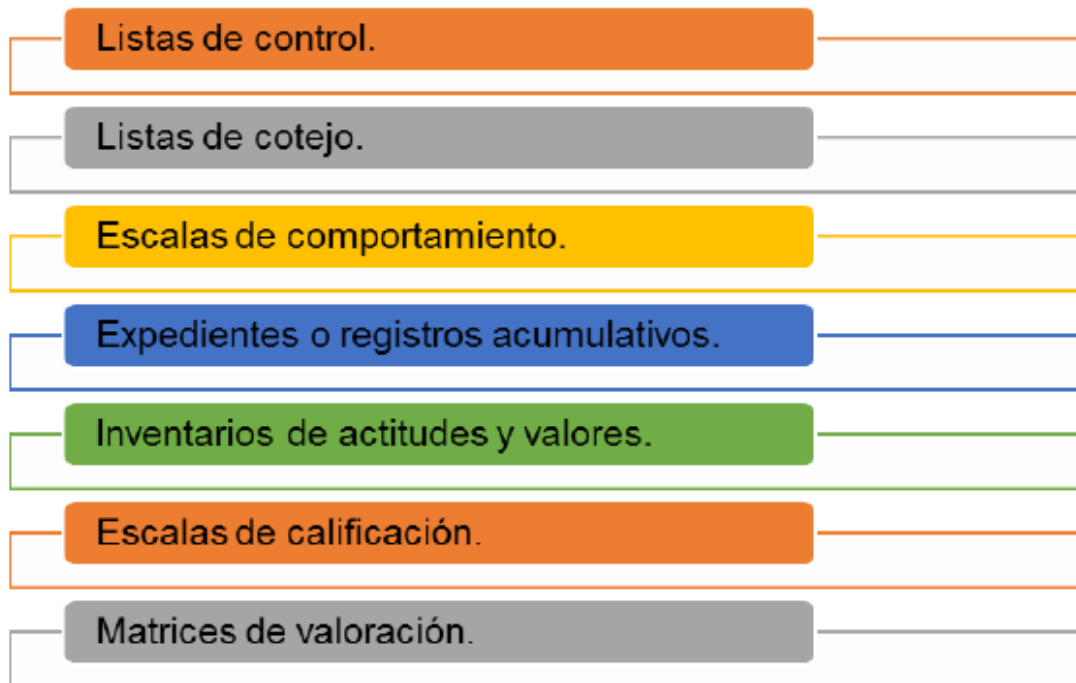 Listas de control.
Listas de cotejo.
Escalas de comportamiento.
Expedientes o registros acumulativos.
Inventarios de actitudes y valores.
Escalas de calificación.
Matrices de valoración.